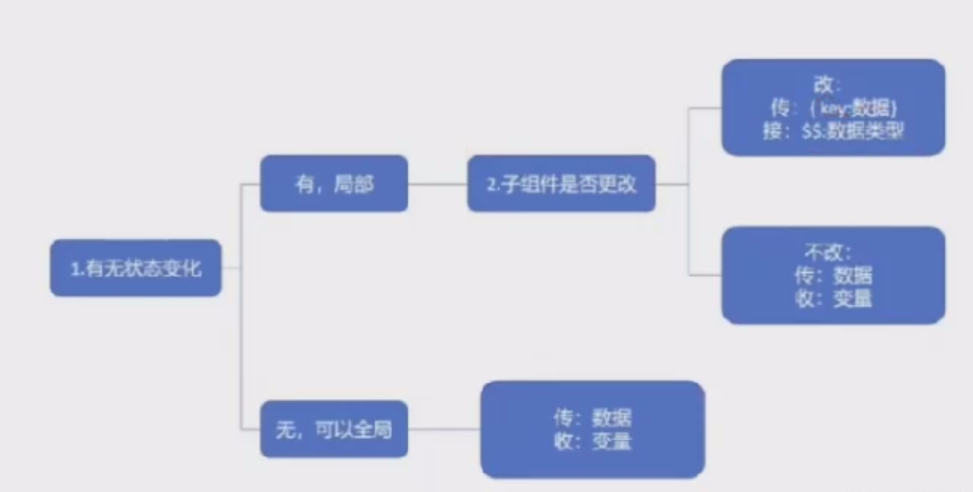 1.有无状态变化
有，局部
2.子组件是否更改
改：
传：{ key:数据}
接：$$:数据类型
不改：
传：数据
收：变量
无，可以全局
传：数据
收：变量